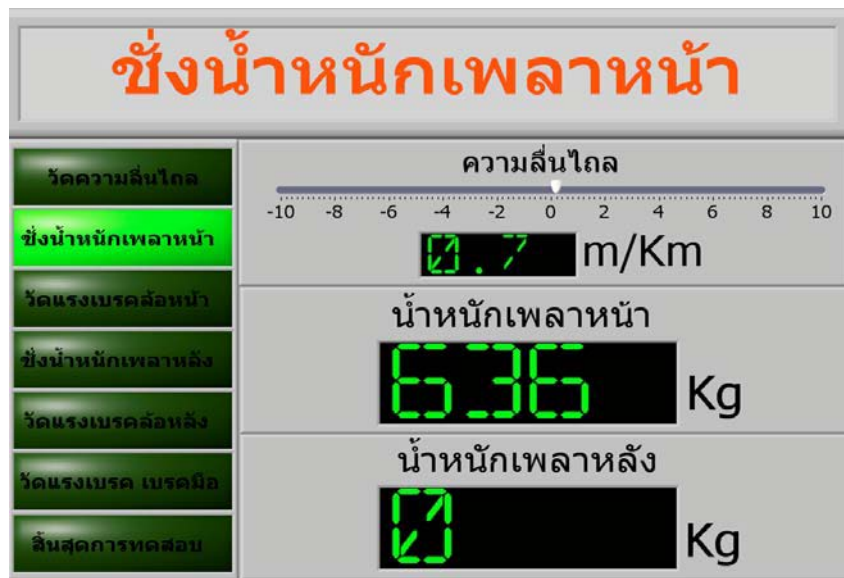 ชั่งน้ำหนักเพลาหน้า
วัดความลื่นไถล
ชั่งน้ำหนักเพลาหน้า
วัดแรงเบรคล้อหน้า
ชั่งน้ำหนักเพลาหลัง
วัดแรงเบรคล้อหลัง
วัดแรงเบรค เบรคมือ
สิ้นสุดการทดสอบ
ความลื่นไถล
-10 -8 -6 -4 -2 0 2 4 6 8 10
0.7 m/Km
น้ำหนักเพลาหน้า
636 Kg
น้ำหนักเพลาหลัง
0 Kg